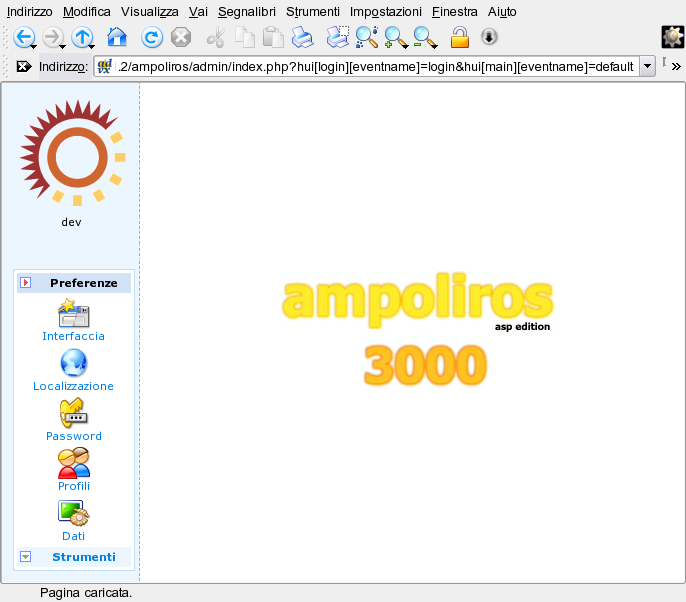 Indirizzo Modifica Visualizza Vai Segnalibri Strumenti Impostazioni Finestra Aiuto
Indirizzo: .2/ampoliros/admin/index.php?hui[login][eventname]=login&hui[main][eventname]=default
dev
Preferenze
Interfaccia
Localizzazione
Password
Profili
Dati
Strumenti
ampoliros
asp edition
3000
Pagina caricata.